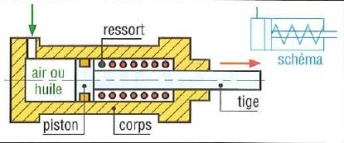 ressort
schéma
air ou
huile
tige
piston
corps